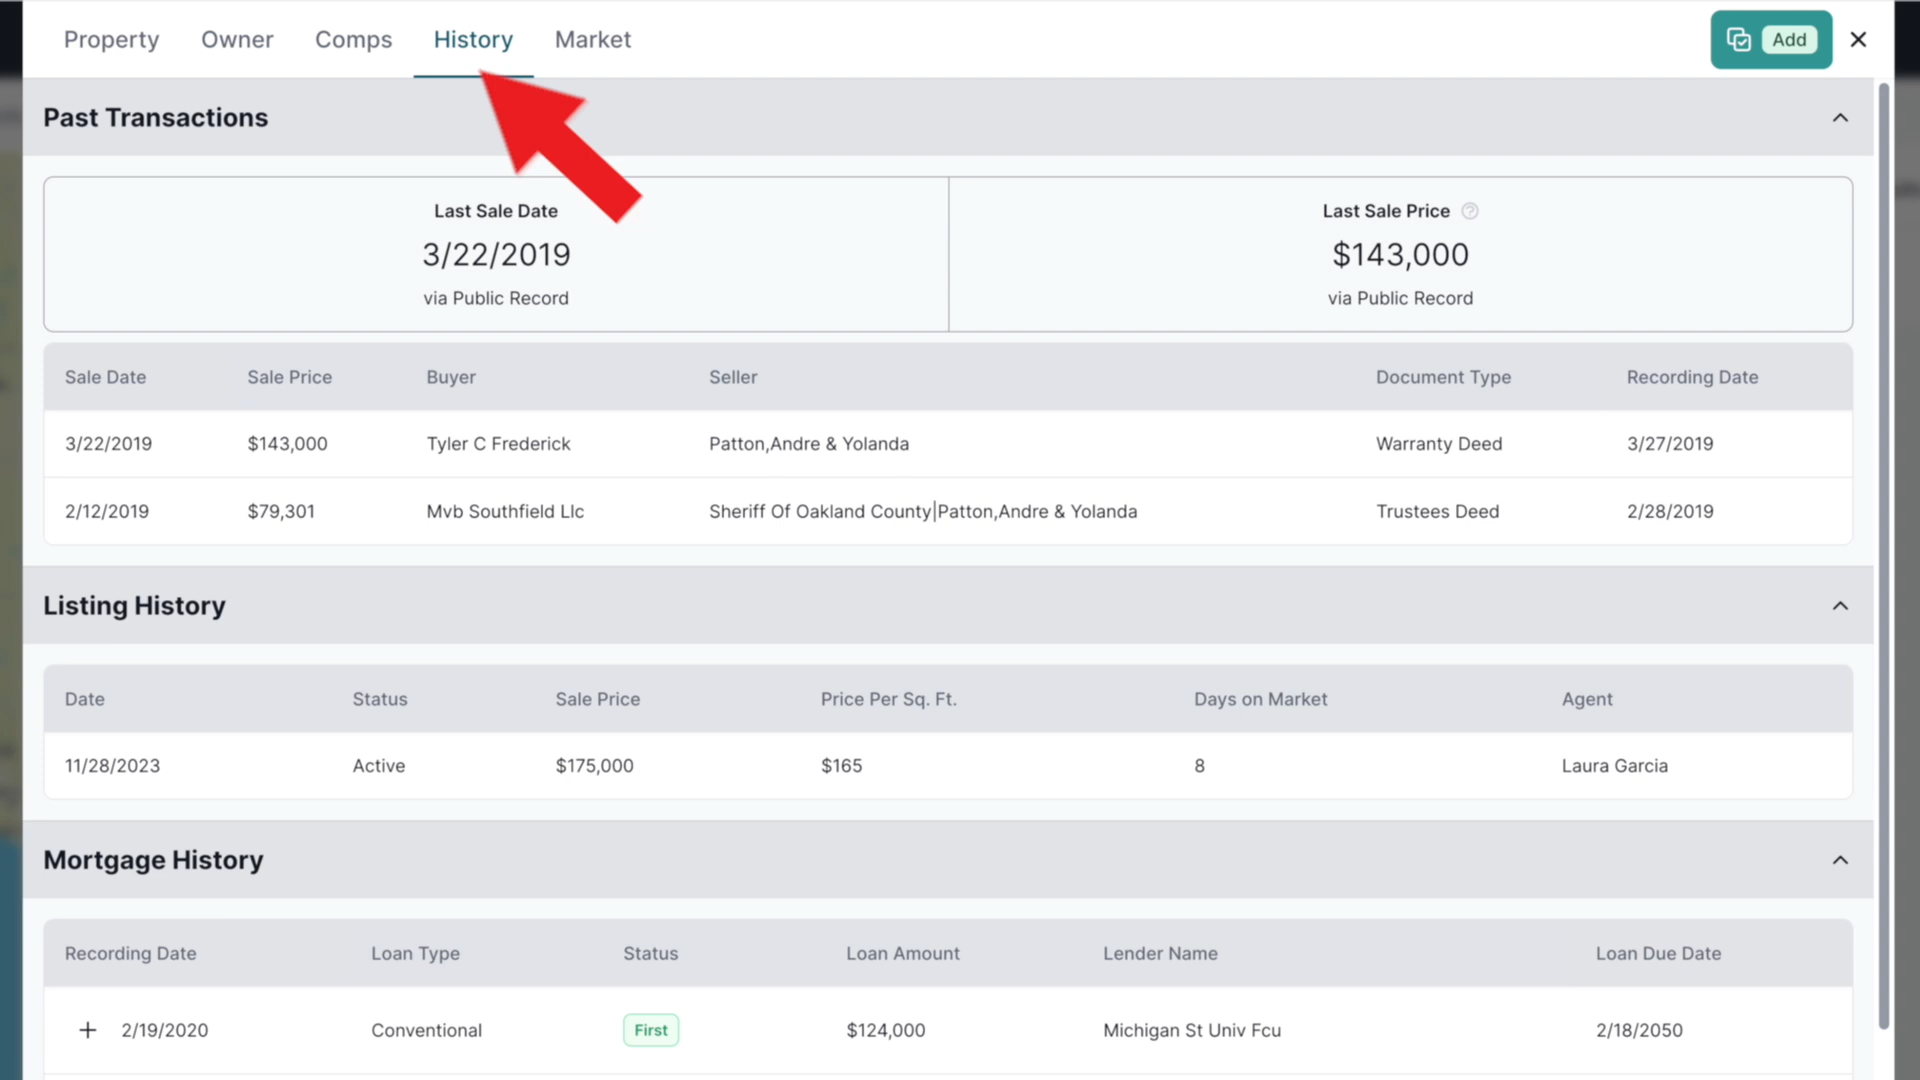 Property Owner Comps History Market Add
Past Transactions
Last Sale Date Last Sale Price
3/22/2019 $143,000
via Public Record via Public Record
Sale Date Sale Price Buyer Seller Document Type Recording Date
3/22/2019 $143,000 Tyler C Frederick Patton,Andre & Yolanda Warranty Deed 3/27/2019
2/12/2019 $79,301 Mvb Southfield Llc Sheriff Of Oakland County|Patton,Andre & Yolanda Trustees Deed 2/28/2019
Listing History
Date Status Sale Price Price Per Sq. Ft. Days on Market Agent
11/28/2023 Active $175,000 $165 8 Laura Garcia
Mortgage History
Recording Date Loan Type Status Loan Amount Lender Name Loan Due Date
2/19/2020 Conventional First $124,000 Michigan St Univ Fcu 2/18/2050